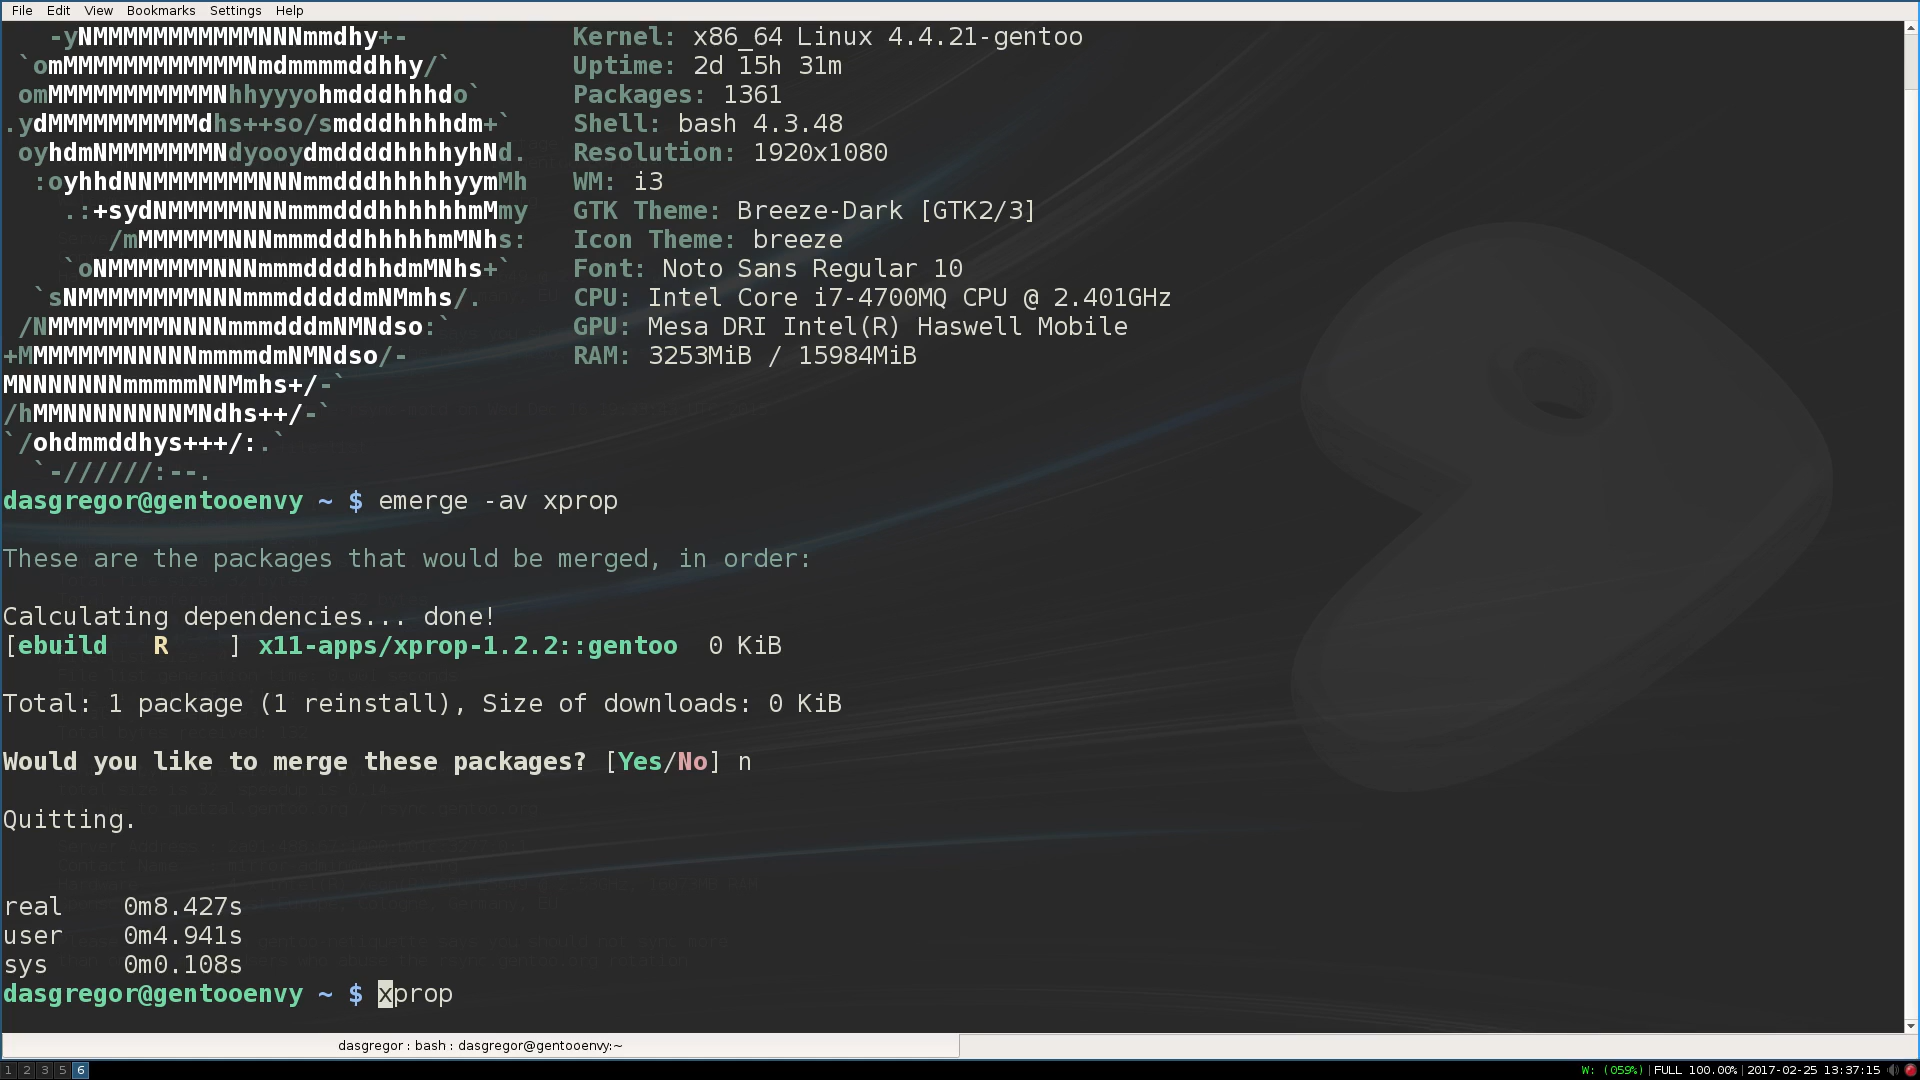 File Edit View Bookmarks Settings Help
-yNMMMMMMMMMMMNNNmmdhy+- Kernel: x86_64 Linux 4.4.21-gentoo
`omMMMMMMMMMMMMNmdmmmmddhhy/` Uptime: 2d 15h 31m
omMMMMMMMMMMMNhhyyyohmdddhhhdo` Packages: 1361
.ydMMMMMMMMMMdhs++so/smdddhhhhdm+` Shell: bash 4.3.48
oyhdmNMMMMMMMNdyooydmddddhhhhyhNd. Resolution: 1920x1080
:oyhhdNNMMMMMMMNNNmmdddhhhhhyymMh WM: i3
.:+sydNMMMMMNNNmmmdddhhhhhhmMmy GTK Theme: Breeze-Dark [GTK2/3]
/mMMMMMMNNNmmmdddhhhhhmMNhs: Icon Theme: breeze
`oNMMMMMMMNNNmmmddddhhdmMNhs+` Font: Noto Sans Regular 10
`sNMMMMMMMMNNNmmmdddddmNMmhs/. CPU: Intel Core i7-4700MQ CPU @ 2.401GHz
/NMMMMMMMMNNNNmmmdddmNMNdso:` GPU: Mesa DRI Intel(R) Haswell Mobile
+MMMMMMMNNNNNmmmmdmNMNdso/- RAM: 3253MiB / 15984MiB
MNNNNNNNmmmmmNNMmhs+/-`
/hMMNNNNNNNNMNdhs++/-`
`/ohdmmddhys+++/:.`
`-//////:--.
dasgregor@gentooenvy ~ $ emerge -av xprop
These are the packages that would be merged, in order:
Calculating dependencies... done!
[ebuild R ] x11-apps/xprop-1.2.2::gentoo 0 KiB
Total: 1 package (1 reinstall), Size of downloads: 0 KiB
Would you like to merge these packages? [Yes/No] n
Quitting.
real 0m8.427s
user 0m4.941s
sys 0m0.108s
dasgregor@gentooenvy ~ $ xprop
dasgregor : bash : dasgregor@gentooenvy:~
1 2 3 5 6 W: (059%) | FULL 100.00% | 2017-02-25 13:37:15